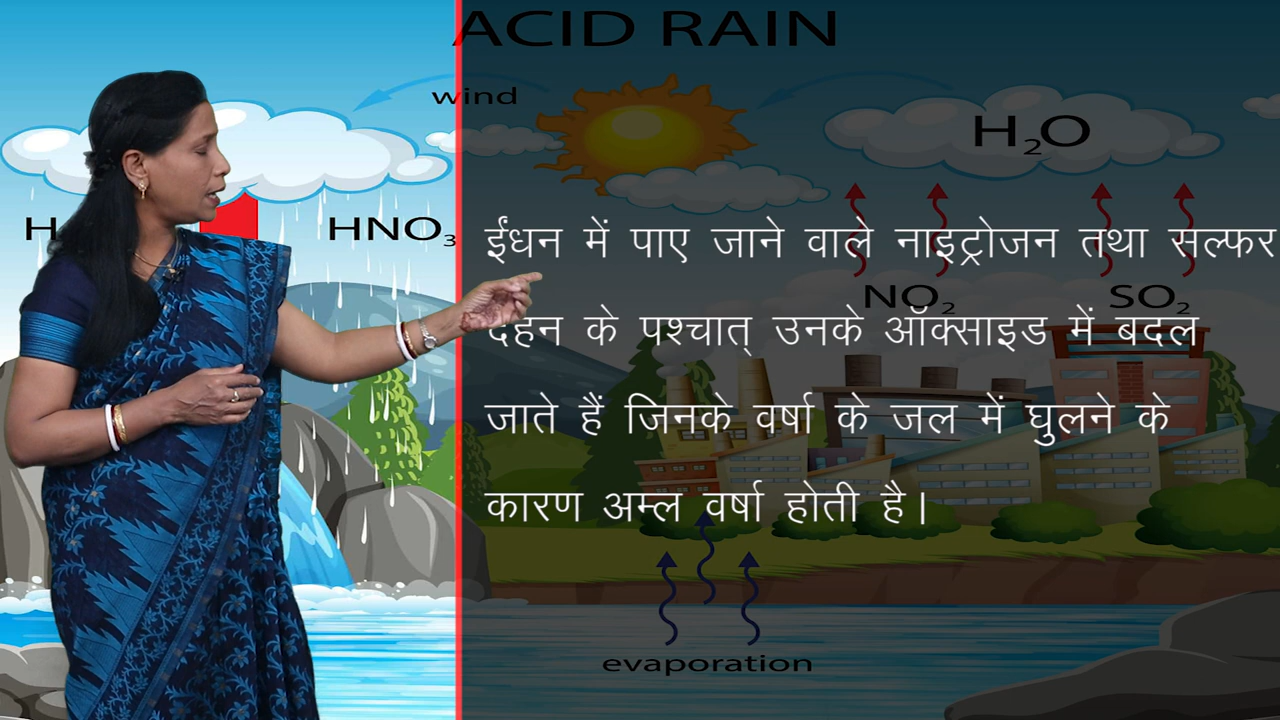 ACID RAIN
wind
H₂O
HNO₃
ईंधन में पाए जाने वाले नाइट्रोजन तथा सल्फर
NO₂
SO₂
दहन के पश्चात् उनके ऑक्साइड में बदल
जाते हैं जिनके वर्षा के जल में घुलने के
कारण अम्ल वर्षा होती है।
evaporation